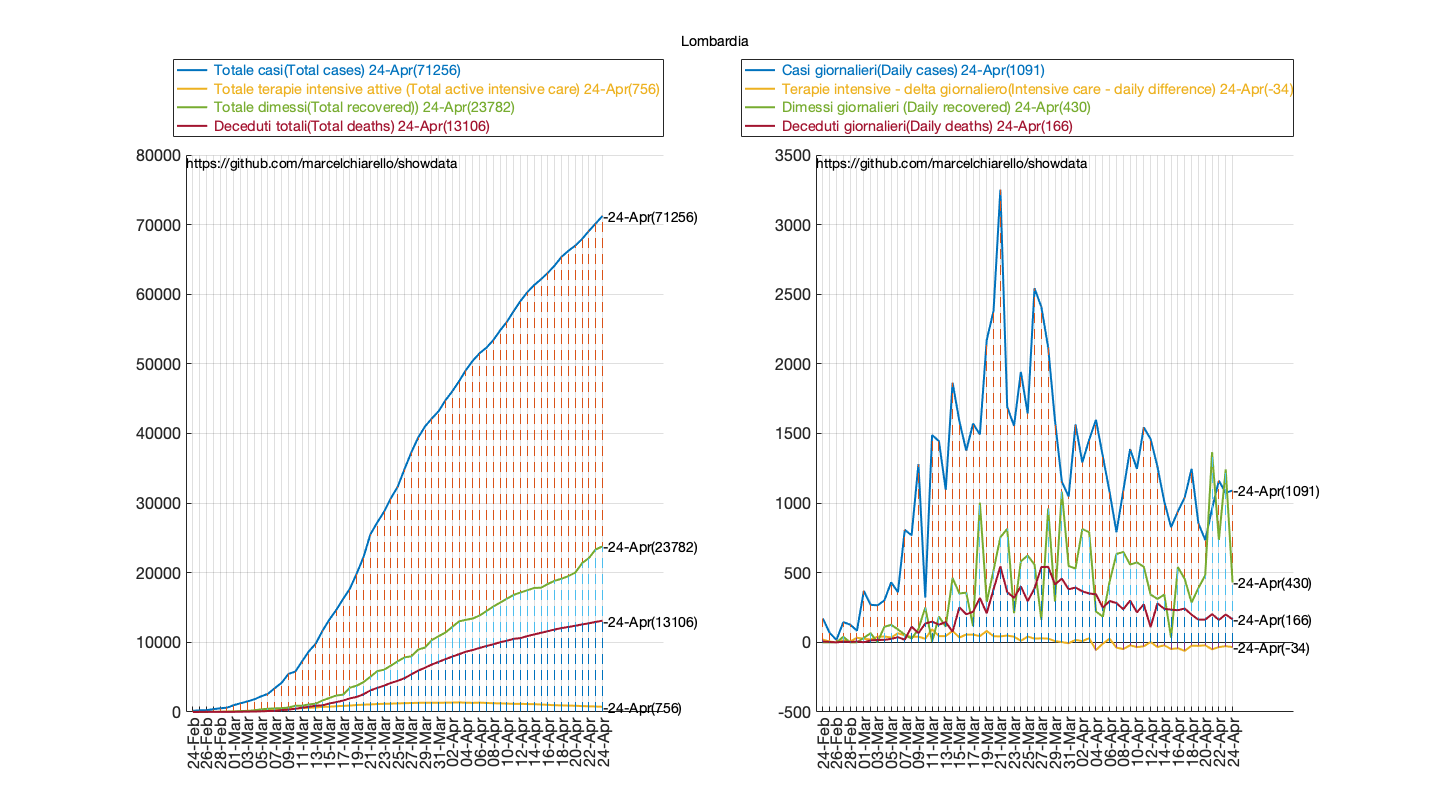 Lombardia
Totale casi(Total cases) 24-Apr(71256)
Totale terapie intensive attive (Total active intensive care) 24-Apr(756)
Totale dimessi(Total recovered)) 24-Apr(23782)
Deceduti totali(Total deaths) 24-Apr(13106)
https://github.com/marcelchiarello/showdata
80000
70000
60000
50000
40000
30000
20000
10000
0
-24-Apr(71256)
-24-Apr(23782)
-24-Apr(13106)
-24-Apr(756)
24-Feb
26-Feb
28-Feb
01-Mar
03-Mar
05-Mar
07-Mar
09-Mar
11-Mar
13-Mar
15-Mar
17-Mar
19-Mar
21-Mar
23-Mar
25-Mar
27-Mar
29-Mar
31-Mar
02-Apr
04-Apr
06-Apr
08-Apr
10-Apr
12-Apr
14-Apr
16-Apr
18-Apr
20-Apr
22-Apr
24-Apr
Casi giornalieri(Daily cases) 24-Apr(1091)
Terapie intensive - delta giornaliero(Intensive care - daily difference) 24-Apr(-34)
Dimessi giornalieri (Daily recovered) 24-Apr(430)
Deceduti giornalieri(Daily deaths) 24-Apr(166)
https://github.com/marcelchiarello/showdata
3500
3000
2500
2000
1500
1000
500
0
-500
-24-Apr(1091)
-24-Apr(430)
-24-Apr(166)
-24-Apr(-34)
24-Feb
26-Feb
28-Feb
01-Mar
03-Mar
05-Mar
07-Mar
09-Mar
11-Mar
13-Mar
15-Mar
17-Mar
19-Mar
21-Mar
23-Mar
25-Mar
27-Mar
29-Mar
31-Mar
02-Apr
04-Apr
06-Apr
08-Apr
10-Apr
12-Apr
14-Apr
16-Apr
18-Apr
20-Apr
22-Apr
24-Apr